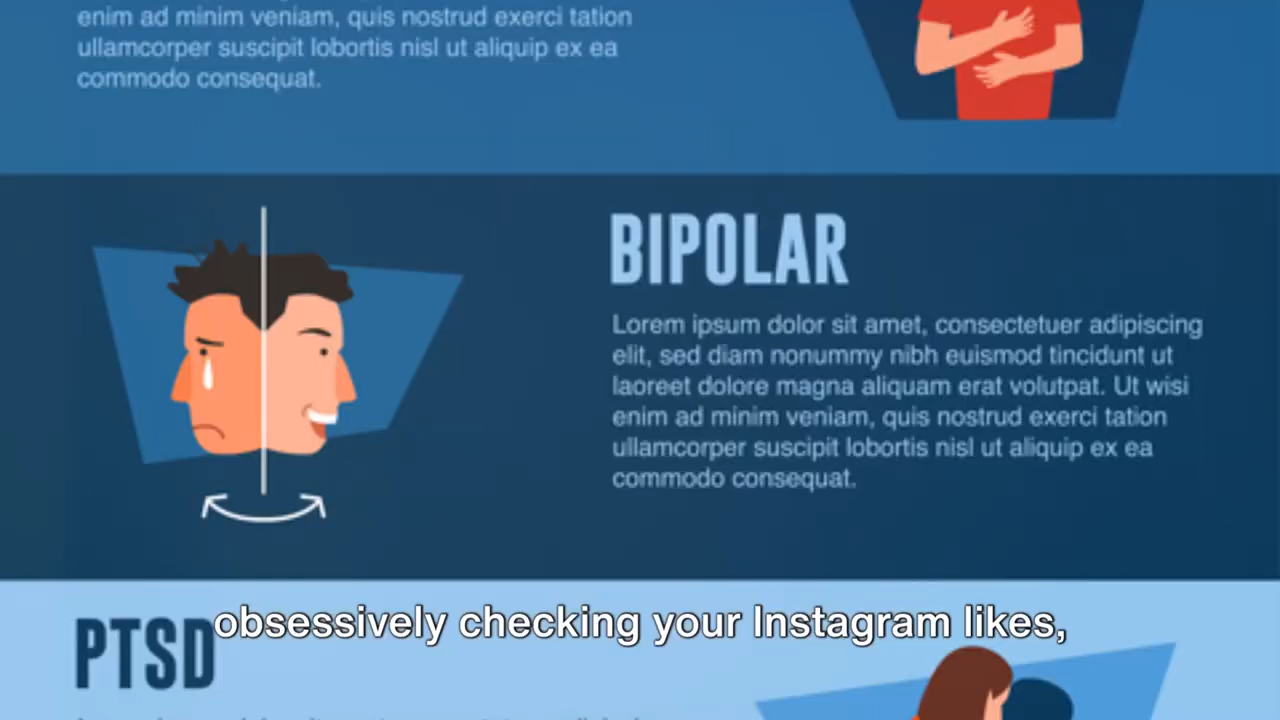 enim ad minim veniam, quis nostrud exerci tation
ullamcorper suscipit lobortis nisl ut aliquip ex ea
commodo consequat.
BIPOLAR
Lorem ipsum dolor sit amet, consectetuer adipiscing
elit, sed diam nonummy nibh euismod tincidunt ut
laoreet dolore magna aliquam erat volutpat. Ut wisi
enim ad minim veniam, quis nostrud exerci tation
ullamcorper suscipit lobortis nisl ut aliquip ex ea
commodo consequat.
PTSD
obsessively checking your Instagram likes,